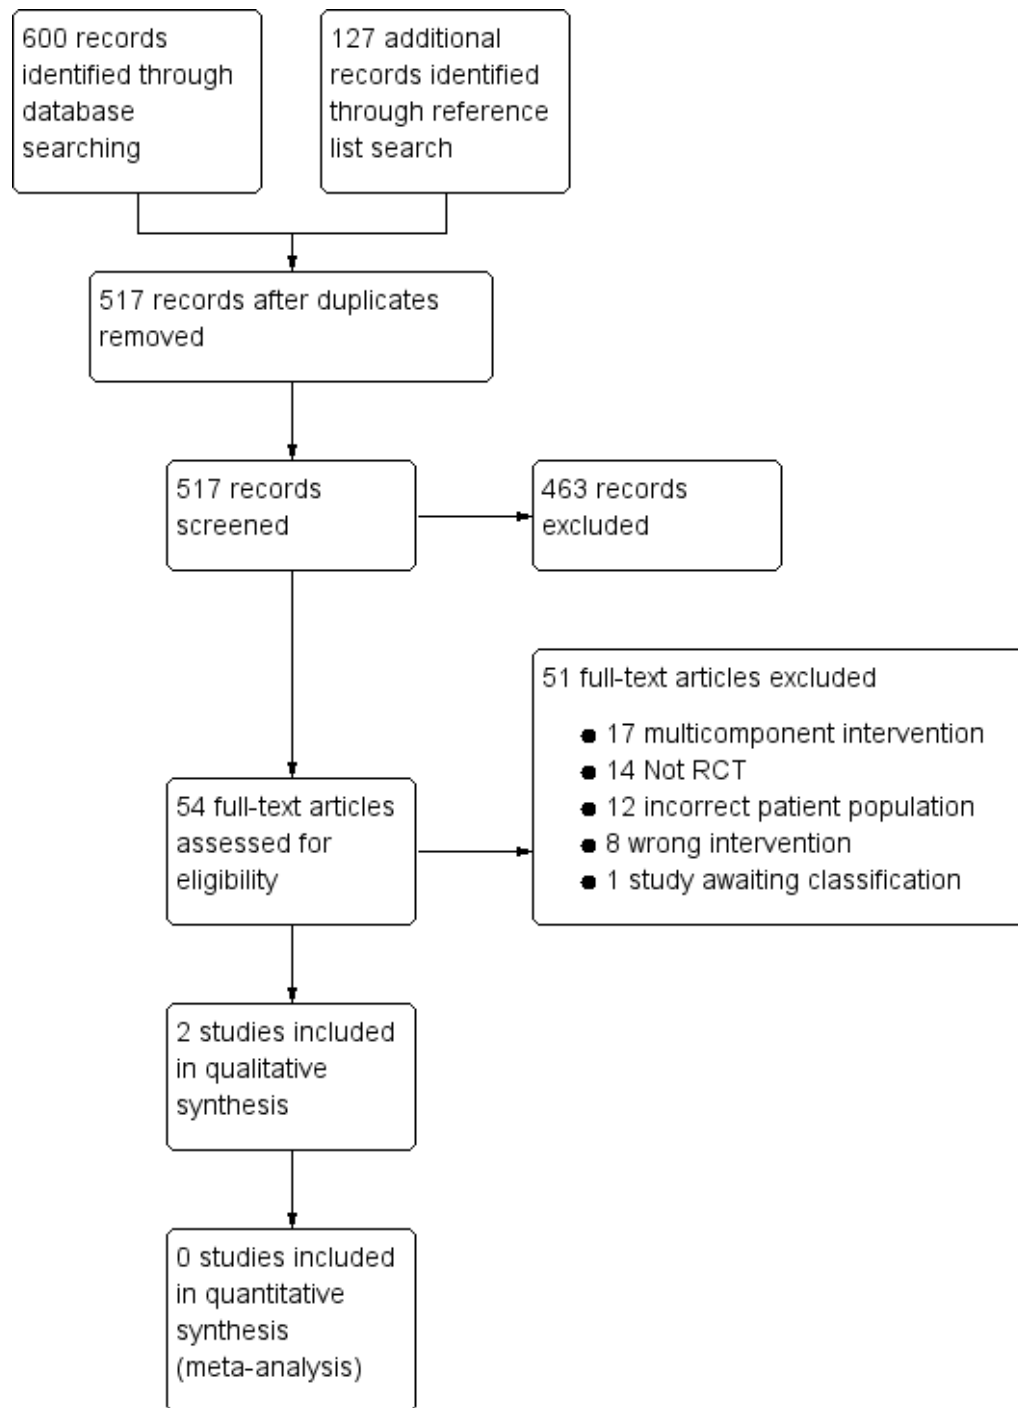 600 records
identified through
database
searching
127 additional
records identified
through reference
list search
517 records after duplicates
removed
517 records
screened
463 records
excluded
51 full-text articles excluded
● 17 multicomponent intervention
● 14 Not RCT
● 12 incorrect patient population
● 8 wrong intervention
● 1 study awaiting classification
54 full-text articles
assessed for
eligibility
2 studies included
in qualitative
synthesis
0 studies included
in quantitative
synthesis
(meta-analysis)